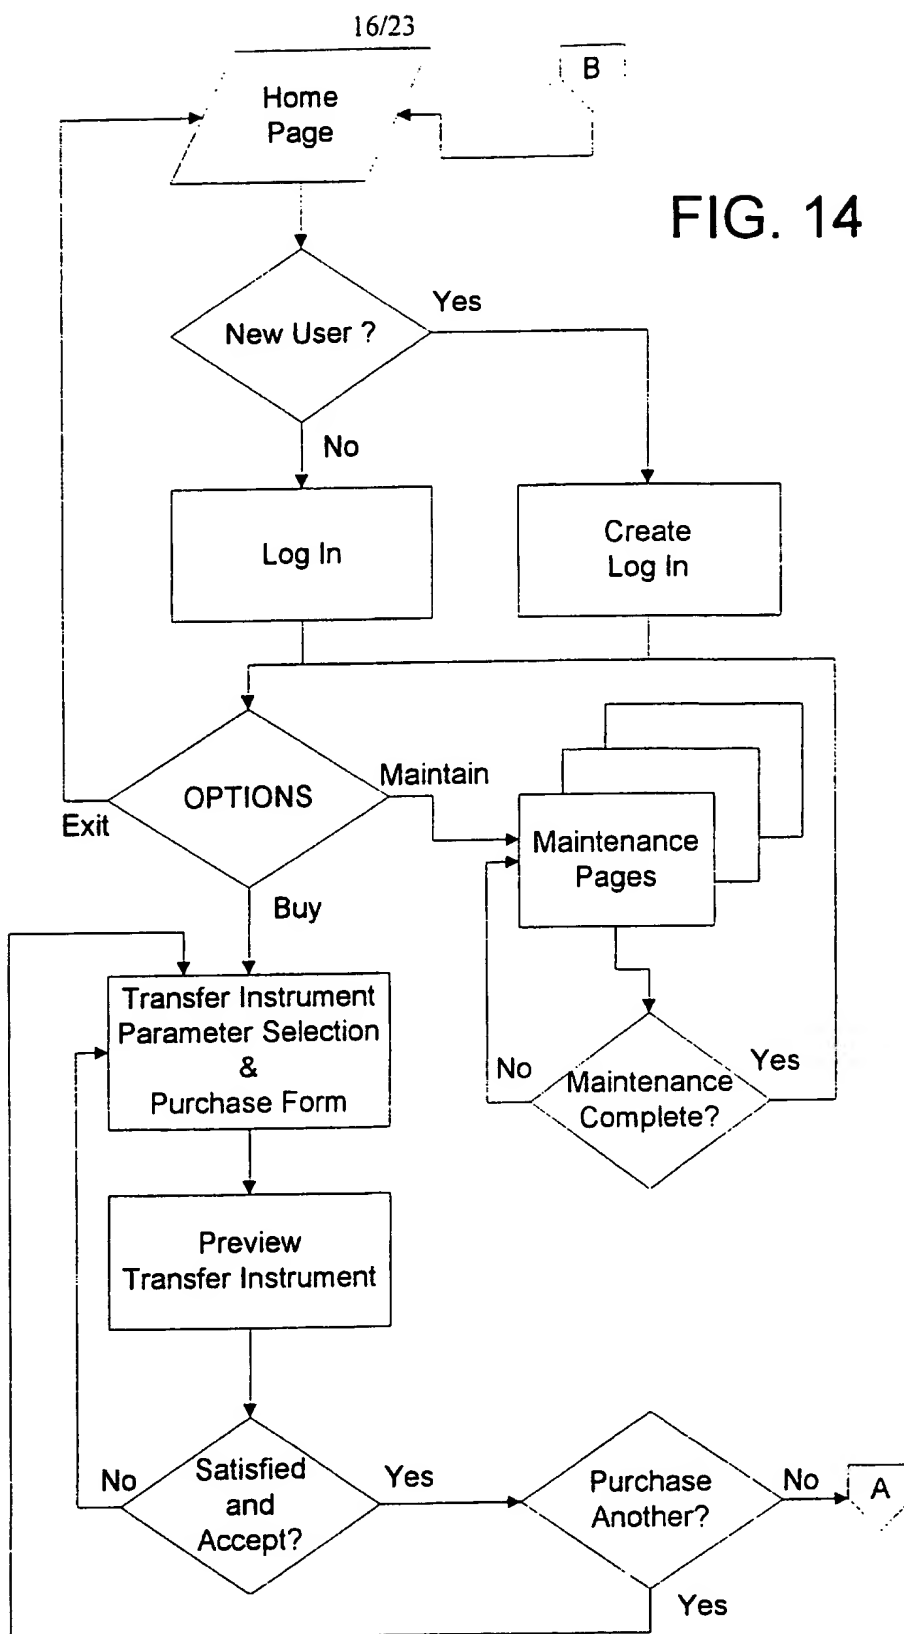 16/23
B
Home
Page
FIG. 14
Yes
New User ?
No
Log In
Create
Log In
Maintain
OPTIONS
Exit
Maintenance
Pages
Buy
Transfer Instrument
Parameter Selection
&
Purchase Form
No
Yes
Maintenance
Complete?
Preview
Transfer Instrument
No
Satisfied
and
Accept?
Yes
Purchase
Another?
No
A
Yes